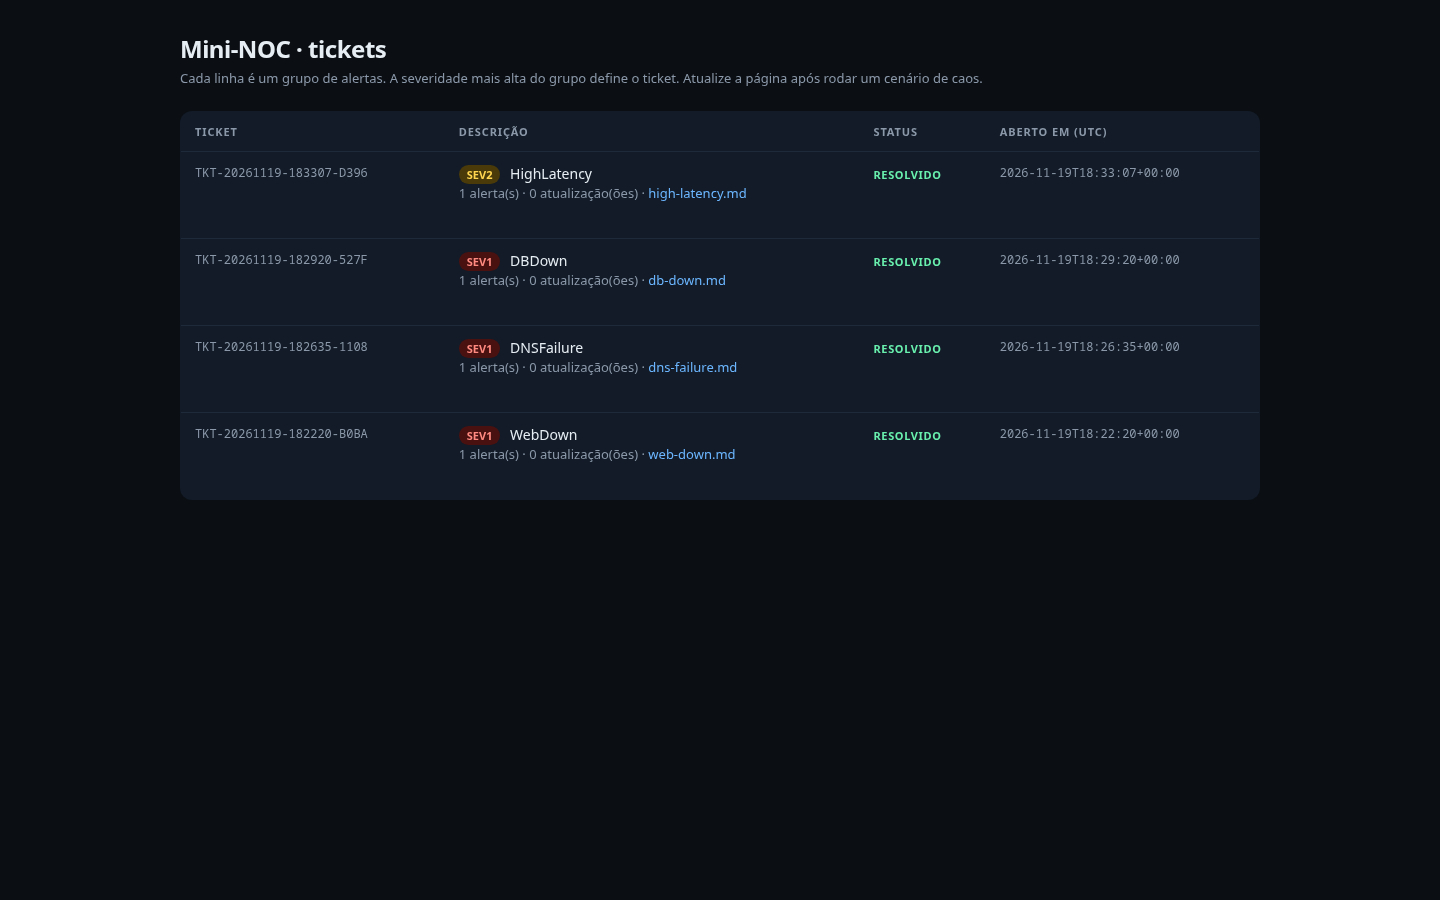 Mini-NOC · tickets
Cada linha é um grupo de alertas. A severidade mais alta do grupo define o ticket. Atualize a página após rodar um cenário de caos.
TICKET DESCRIÇÃO STATUS ABERTO EM (UTC)
TKT-20261119-183307-D396 SEV2 HighLatency RESOLVIDO 2026-11-19T18:33:07+00:00
1 alerta(s) · 0 atualização(ões) · high-latency.md
TKT-20261119-182920-527F SEV1 DBDown RESOLVIDO 2026-11-19T18:29:20+00:00
1 alerta(s) · 0 atualização(ões) · db-down.md
TKT-20261119-182635-1108 SEV1 DNSFailure RESOLVIDO 2026-11-19T18:26:35+00:00
1 alerta(s) · 0 atualização(ões) · dns-failure.md
TKT-20261119-182220-B0BA SEV1 WebDown RESOLVIDO 2026-11-19T18:22:20+00:00
1 alerta(s) · 0 atualização(ões) · web-down.md